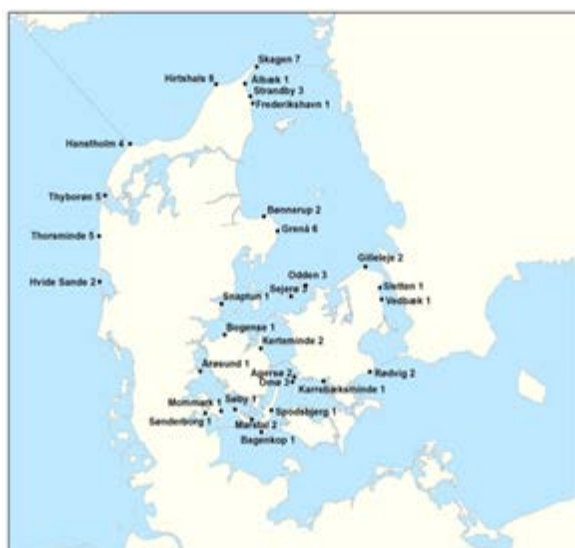 Skagen 7
Hirtshals 8
Ålbæk 1
Strandby 3
Frederikshavn 1
Hanstholm 4
Thyborøn 5
Bønnerup 2
Thorsminde 5
Grenå 6
Gilleleje 2
Hvide Sande 2
Odden 3
Sejerø
Sletten 1
Snaptun 1
Vedbæk 1
Bogense 1
Kerteminde 2
Årøsund 1
Agersø 2
Rødvig 2
Omø 3
Karrebæksminde 1
Mommark 1
Søby 1
Spodsbjerg 1
Sønderborg 1
Marstal 2
Bagenkop 1